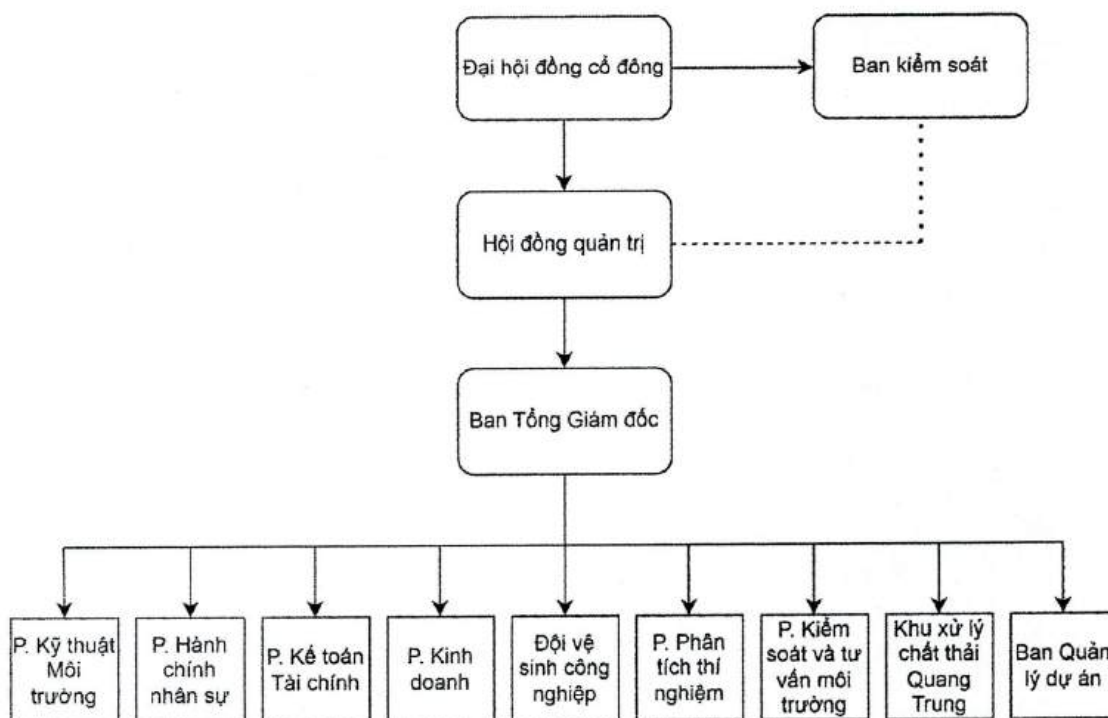 Đại hội đồng cổ đông
Ban kiểm soát
Hội đồng quản trị
Ban Tổng Giám đốc
P. Kỹ thuật
Môi
trường
P. Hành
chính
nhân sự
P. Kế toán
Tài chính
P. Kinh
doanh
Đội vệ
sinh công
nghiệp
P. Phân
tích thí
nghiệm
P. Kiểm
soát và tư
vấn môi
trường
Khu xử lý
chất thải
Quang
Trung
Ban Quản
lý dự án